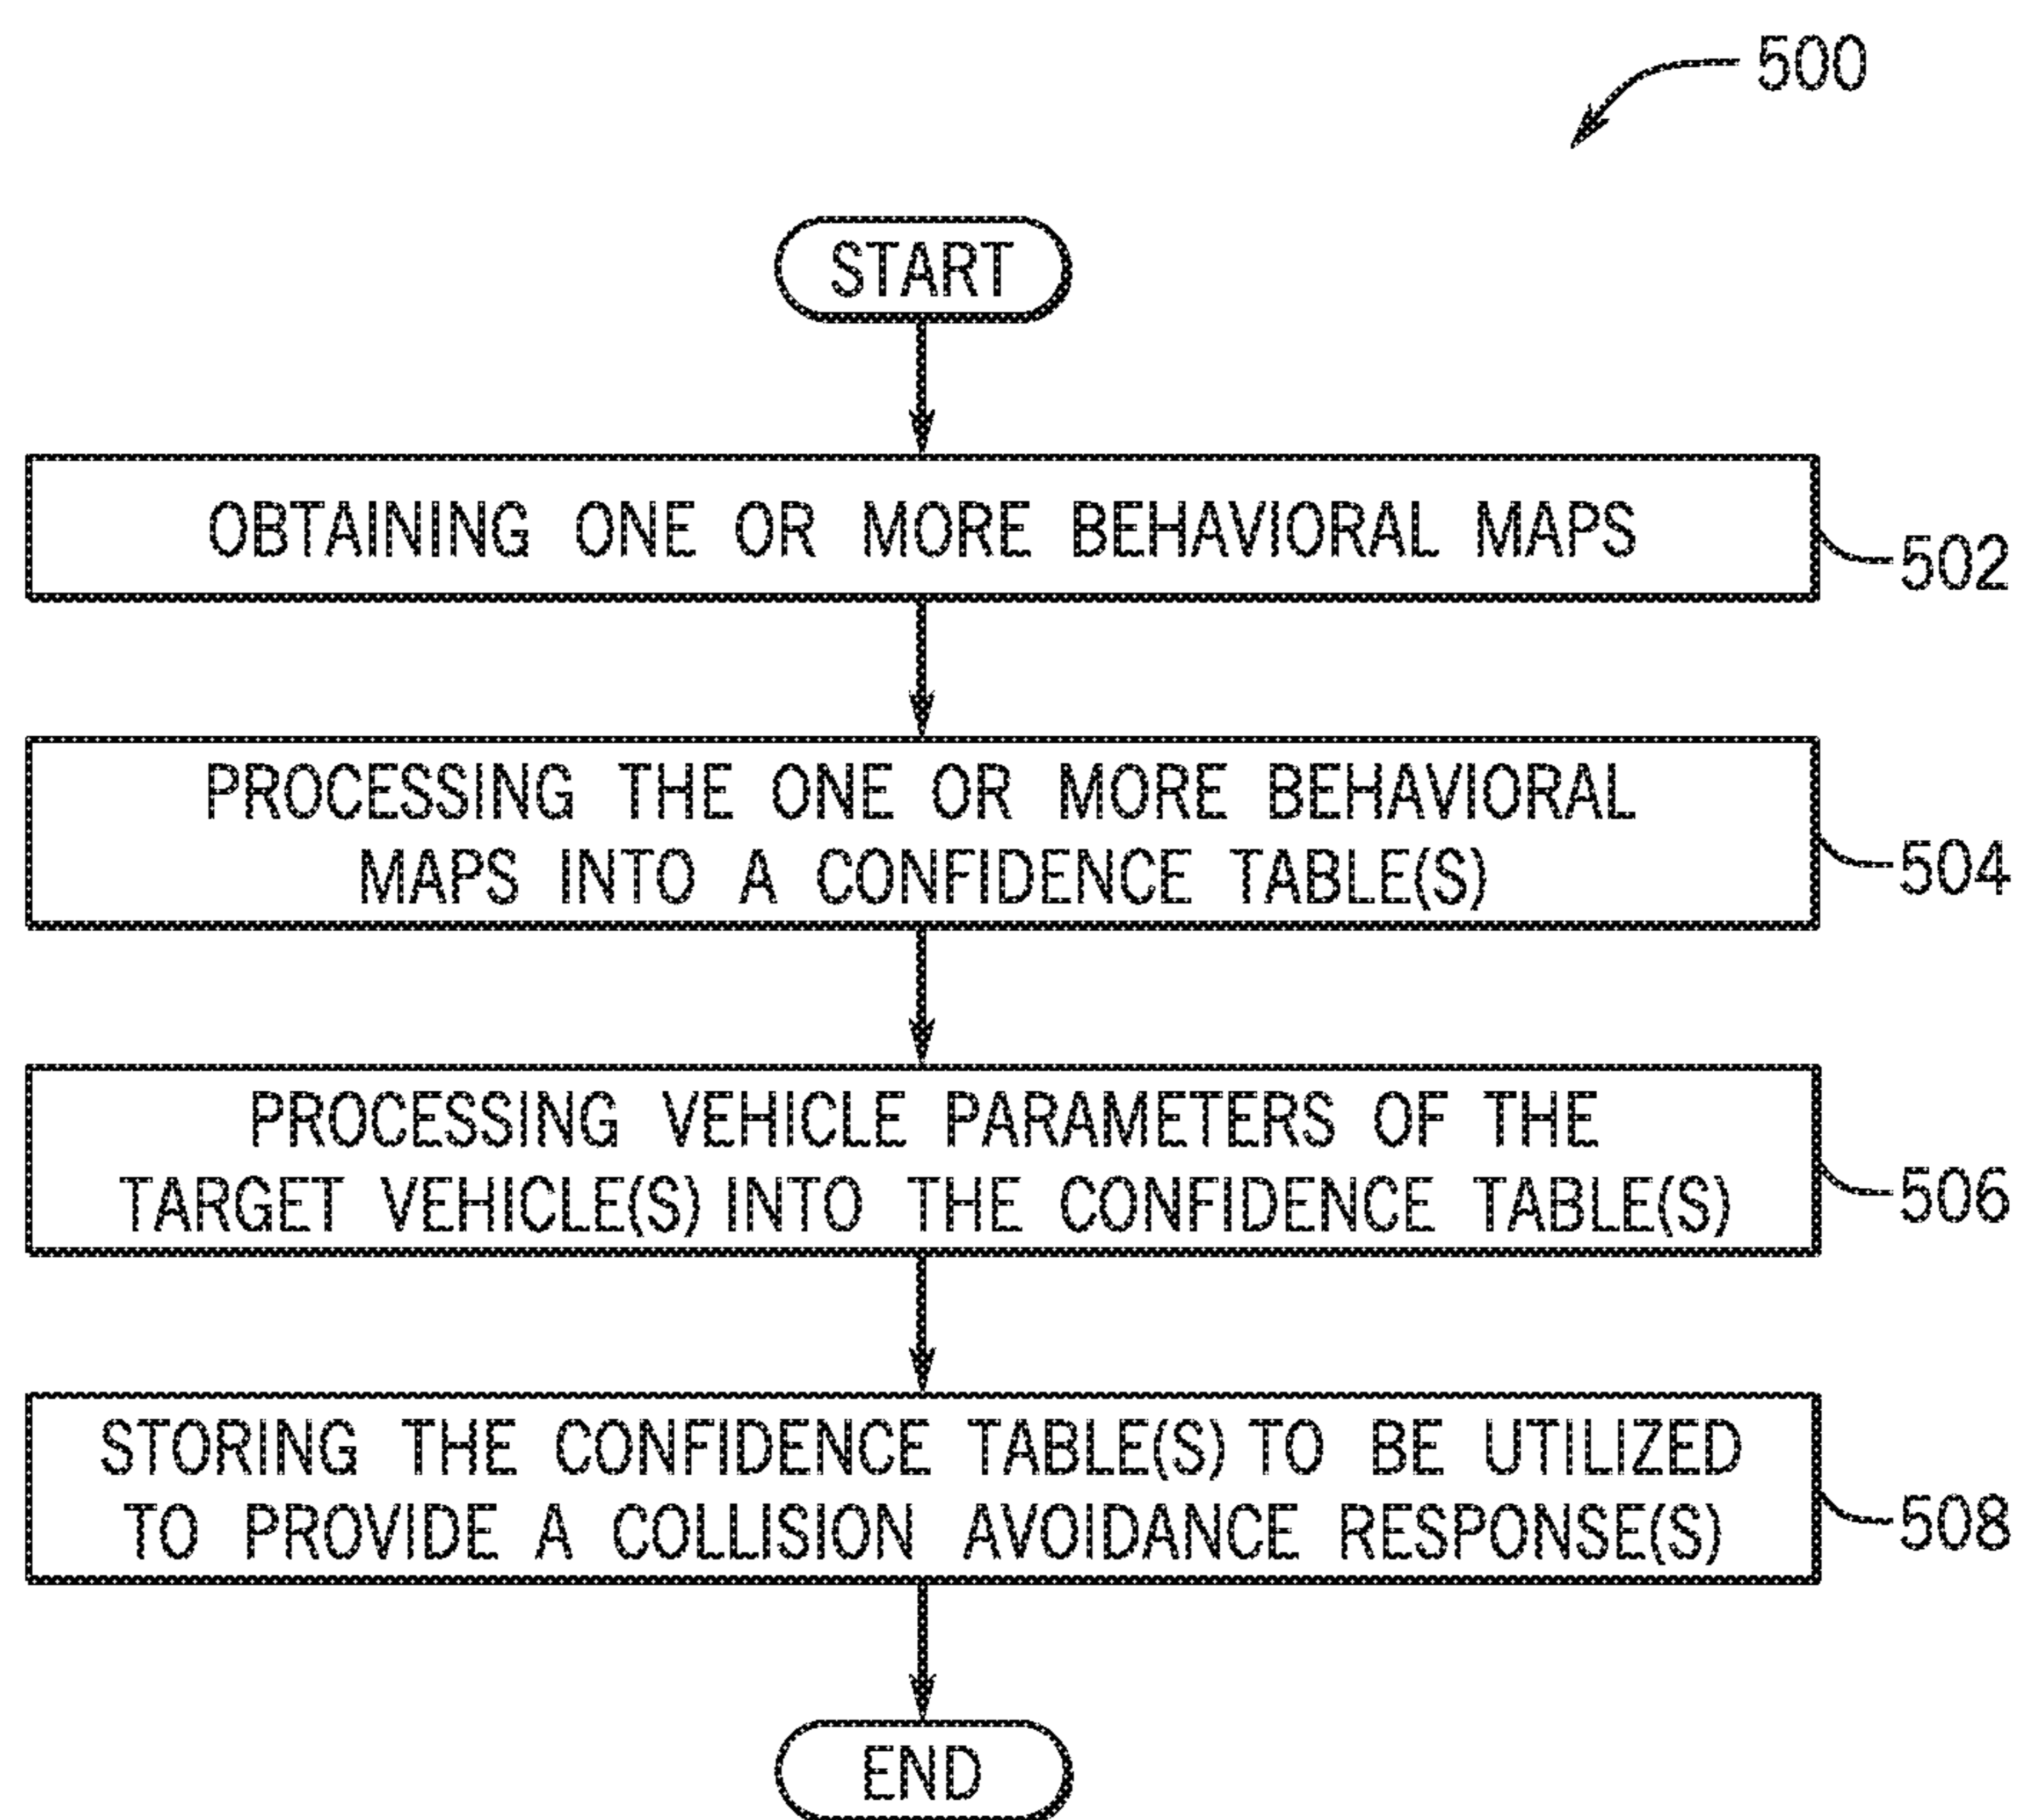 500
START
OBTAINING ONE OR MORE BEHAVIORAL MAPS
502
PROCESSING THE ONE OR MORE BEHAVIORAL
MAPS INTO A CONFIDENCE TABLE(S)
504
PROCESSING VEHICLE PARAMETERS OF THE
TARGET VEHICLE(S) INTO THE CONFIDENCE TABLE(S)
506
STORING THE CONFIDENCE TABLE(S) TO BE UTILIZED
TO PROVIDE A COLLISION AVOIDANCE RESPONSE(S)
508
END